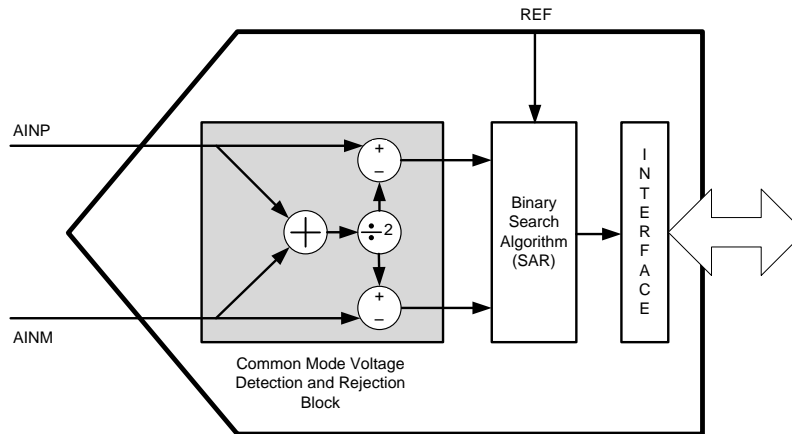 REF
AINP
+
−
+
÷2
+
−
Binary
Search
Algorithm
(SAR)
I
N
T
E
R
F
A
C
E
AINM
Common Mode Voltage
Detection and Rejection
Block